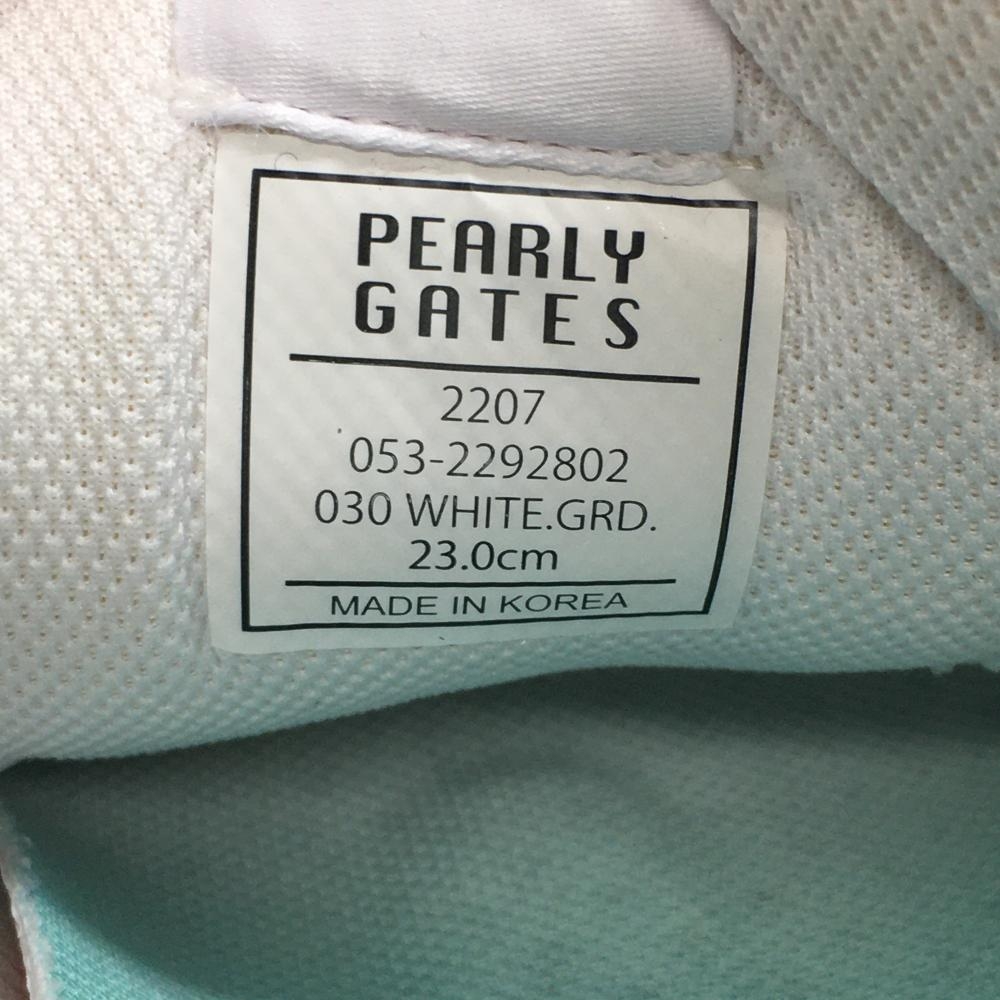 PEARLY
GATES
2207
053-2292802
030 WHITE.GRD.
23.0cm
MADE IN KOREA